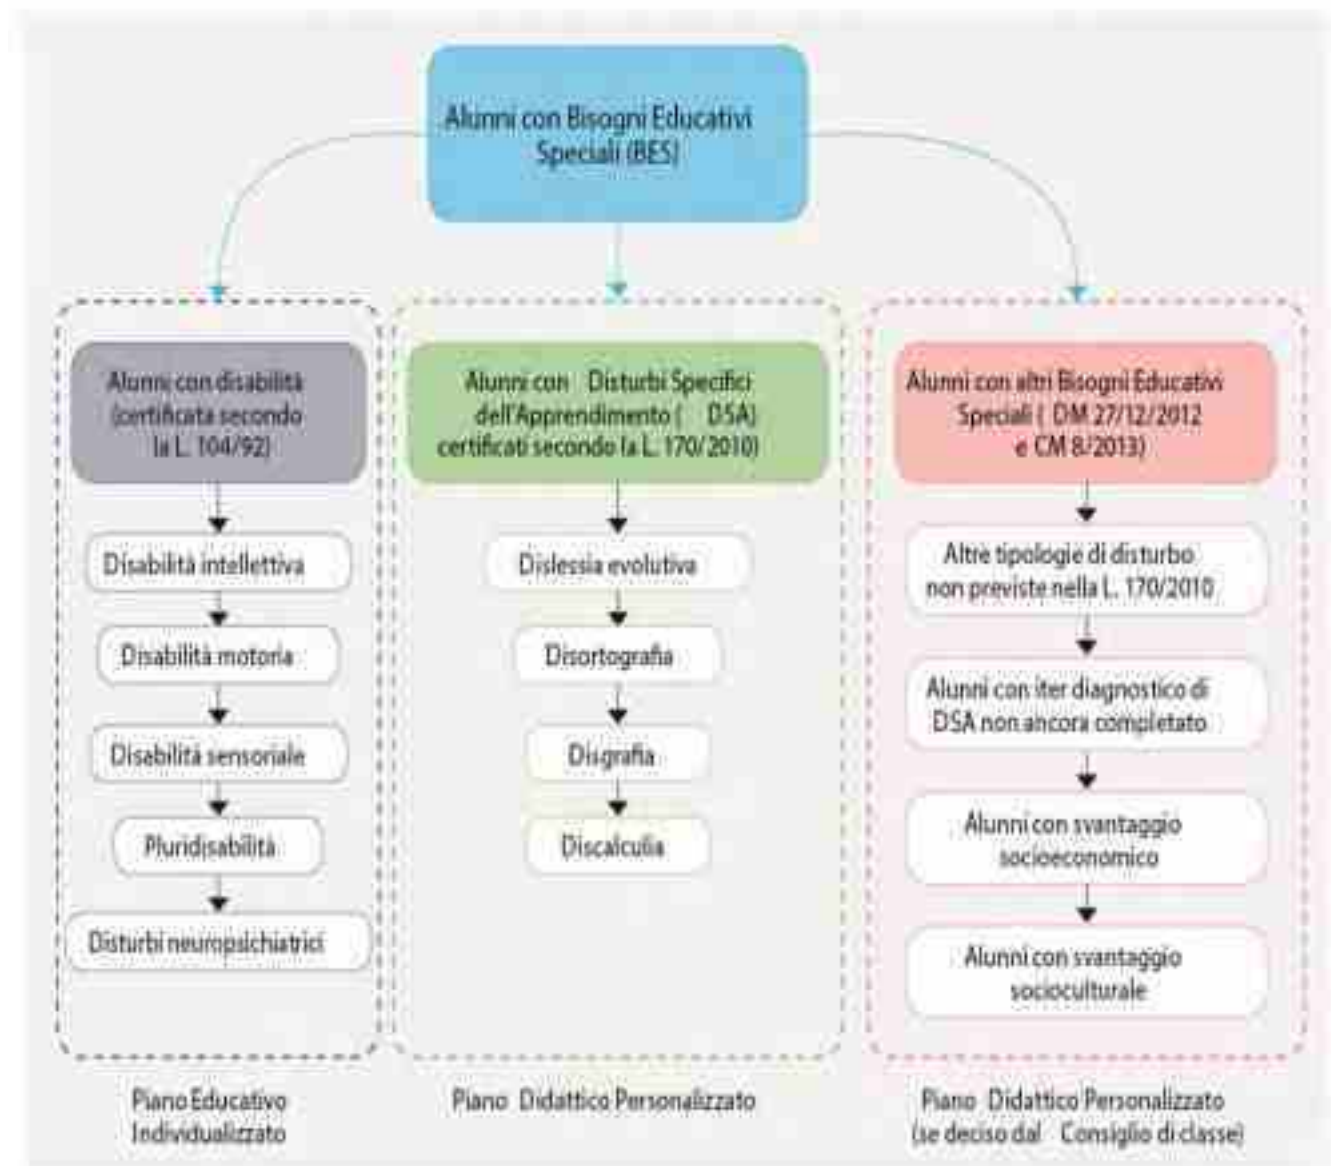 Alunni con Bisogni Educativi
Speciali (BES)
Alunni con disabilità
(certificata secondo
la L. 104/92)
Disabilità intellettiva
Disabilità motoria
Disabilità sensoriale
Pluridisabilità
Disturbi neuropsichiatrici
Piano Educativo
Individualizzato
Alunni con Disturbi Specifici
dell'Apprendimento ( DSA)
certificati secondo la L. 170/2010)
Dislessia evolutiva
Disortografia
Disgrafia
Discalculia
Piano Didattico Personalizzato
Alunni con altri Bisogni Educativi
Speciali ( DM 27/12/2012
e CM 8/2013)
Altre tipologie di disturbo
non previste nella L. 170/2010
Alunni con iter diagnostico di
DSA non ancora completato
Alunni con svantaggio
socioeconomico
Alunni con svantaggio
socioculturale
Piano Didattico Personalizzato
(se deciso dal Consiglio di classe)